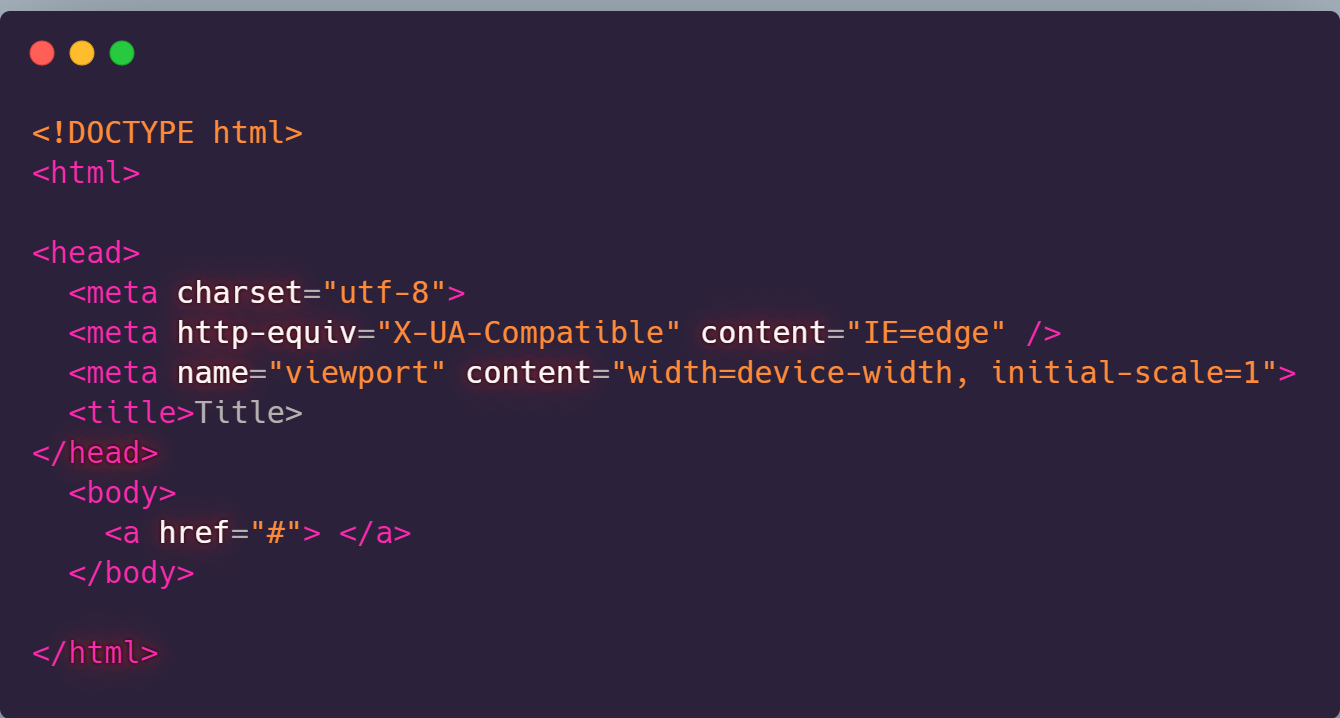 <!DOCTYPE html>
<html>
<head>
<meta charset="utf-8">
<meta http-equiv="X-UA-Compatible" content="IE=edge" />
<meta name="viewport" content="width=device-width, initial-scale=1">
<title>Title>
</head>
<body>
<a href="#"> </a>
</body>
</html>